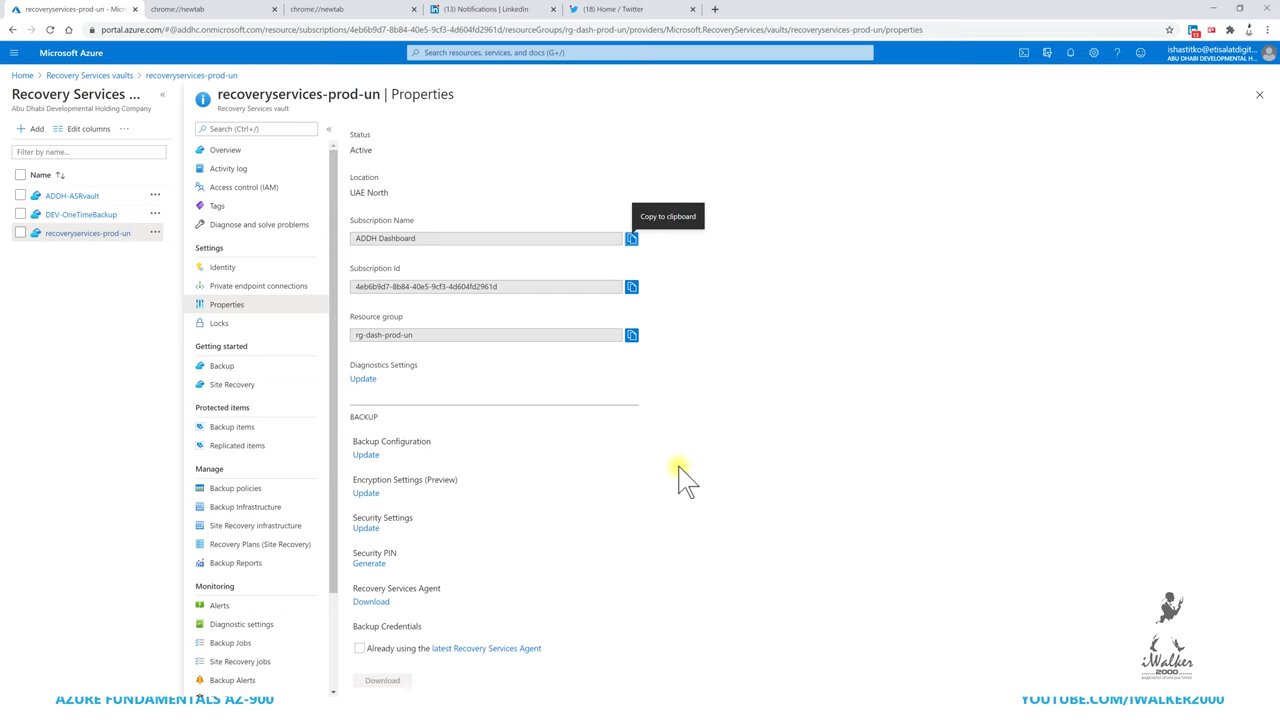 recoveryservices-prod-un - Micros
chrome://newtab
chrome://newtab
(13) Notifications | LinkedIn
(18) Home / Twitter
portal.azure.com/#@addhc.onmicrosoft.com/resource/subscriptions/4eb6b9d7-8b84-40e5-9cf3-4d604fd2961d/resourceGroups/rg-dash-prod-un/providers/Microsoft.RecoveryServices/vaults/recoveryservices-prod-un/properties
Microsoft Azure
Search resources, services, and docs (G+/)
ishastitko@etisalatdigit...
ABU DHABI DEVELOPMENTAL H...
Home > Recovery Services vaults > recoveryservices-prod-un
Recovery Services ...
Abu Dhabi Developmental Holding Company
+ Add
Edit columns
...
Filter by name...
Name
ADDH-ASRvault
DEV-OneTimeBackup
recoveryservices-prod-un
recoveryservices-prod-un | Properties
Recovery Services vault
Search (Ctrl+/)
Overview
Activity log
Access control (IAM)
Tags
Diagnose and solve problems
Settings
Identity
Private endpoint connections
Properties
Locks
Getting started
Backup
Site Recovery
Protected items
Backup items
Replicated items
Manage
Backup policies
Backup Infrastructure
Site Recovery infrastructure
Recovery Plans (Site Recovery)
Backup Reports
Monitoring
Alerts
Diagnostic settings
Backup Jobs
Site Recovery jobs
Backup Alerts
Status
Active
Location
UAE North
Subscription Name
Copy to clipboard
ADDH Dashboard
Subscription Id
4eb6b9d7-8b84-40e5-9cf3-4d604fd2961d
Resource group
rg-dash-prod-un
Diagnostics Settings
Update
BACKUP
Backup Configuration
Update
Encryption Settings (Preview)
Update
Security Settings
Update
Security PIN
Generate
Recovery Services Agent
Download
Backup Credentials
Already using the latest Recovery Services Agent
Download
iWalker
2000
AZURE FUNDAMENTALS AZ-900
YOUTUBE.COM/IWALKER2000